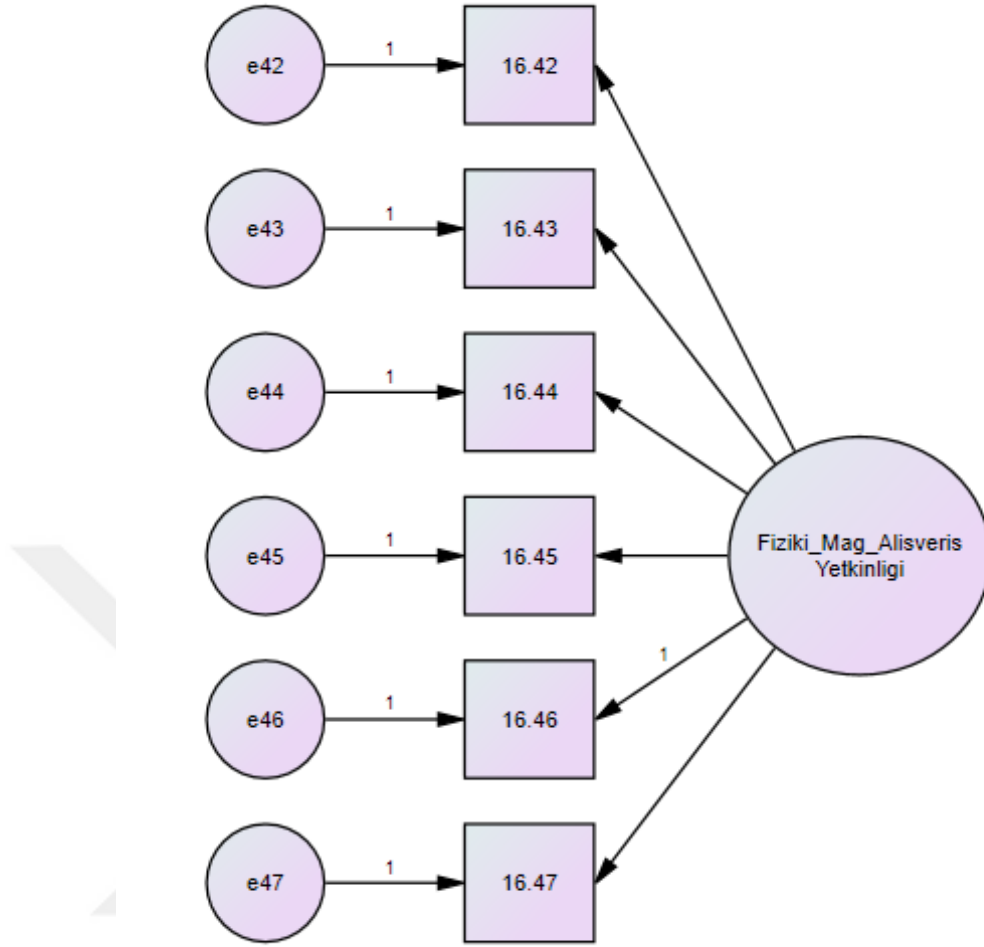 e42 1 16.42
e43 1 16.43
e44 1 16.44
e45 1 16.45
Fiziki_Mag_Alisveris
Yetkinligi
1
e46 1 16.46
e47 1 16.47